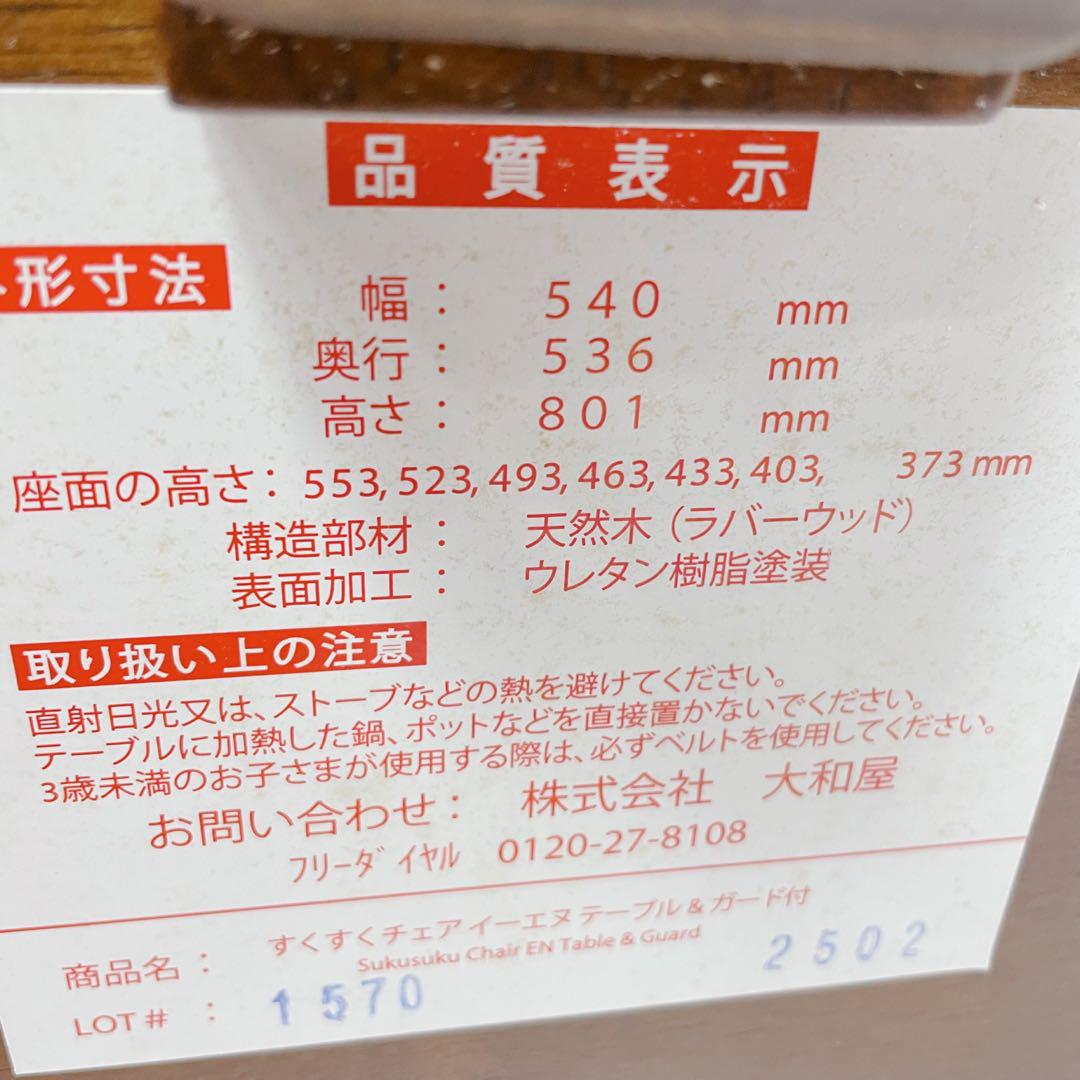 品質表示
形寸法
幅： 540 mm
奥行： 536 mm
高さ： 801 mm
座面の高さ： 553, 523, 493, 463, 433, 403, 373 mm
構造部材： 天然木（ラバーウッド）
表面加工： ウレタン樹脂塗装
取り扱い上の注意
直射日光又は、ストーブなどの熱を避けてください。
テーブルに加熱した鍋、ポットなどを直接置かないでください。
3歳未満のお子さまが使用する際は、必ずベルトを使用してください。
お問い合わせ： 株式会社 大和屋
ﾌﾘｰﾀﾞｲﾔﾙ 0120-27-8108
商品名： すくすくチェアイーエヌテーブル＆ガード付
Sukusuku Chair EN Table & Guard
LOT #： 1570 2502